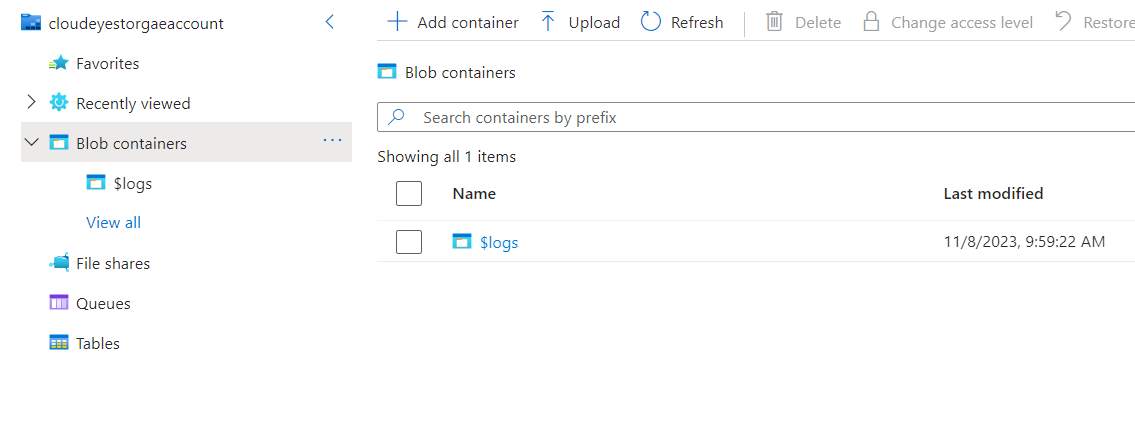 cloudeyestorgaeaccount
Favorites
Recently viewed
Blob containers
$logs
View all
File shares
Queues
Tables
Add container Upload Refresh Delete Change access level Restore
Blob containers
Search containers by prefix
Showing all 1 items
Name Last modified
$logs 11/8/2023, 9:59:22 AM